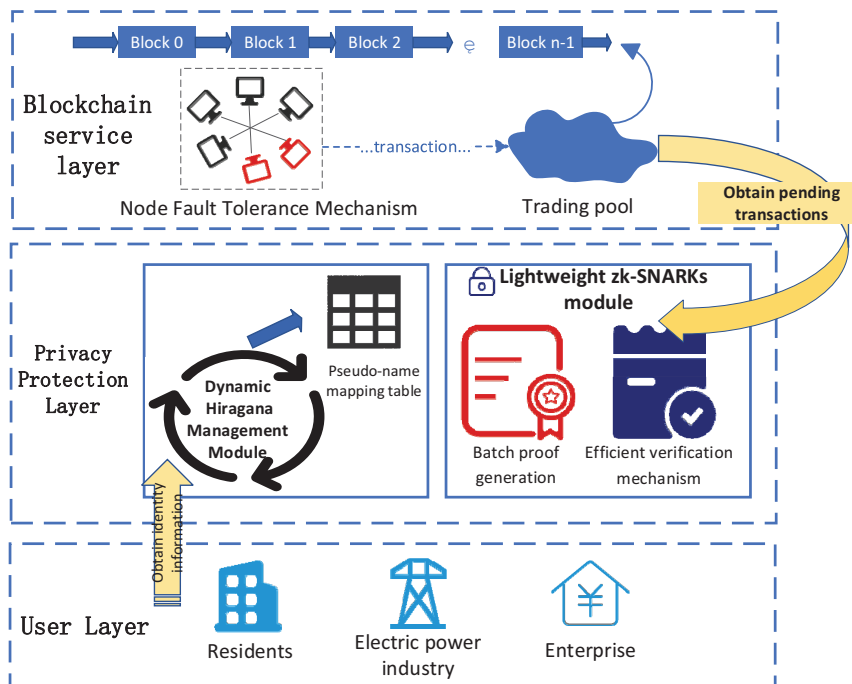 Block 0
Block 1
Block 2
Block n-1
Blockchain
service
layer
...transaction...
Node Fault Tolerance Mechanism
Trading pool
Obtain pending
transactions
Privacy
Protection
Layer
Pseudo-name
mapping table
Dynamic
Hiragana
Management
Module
Lightweight zk-SNARKs
module
Batch proof
generation
Efficient verification
mechanism
Obtain identity
information
User Layer
Residents
Electric power
industry
¥
Enterprise